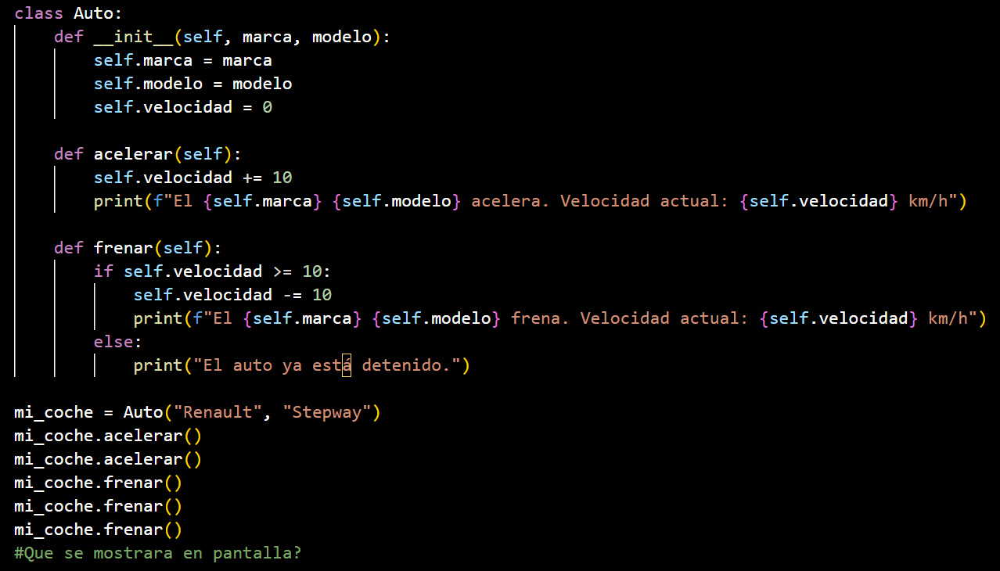 class Auto:
    def __init__(self, marca, modelo):
        self.marca = marca
        self.modelo = modelo
        self.velocidad = 0

    def acelerar(self):
        self.velocidad += 10
        print(f"El {self.marca} {self.modelo} acelera. Velocidad actual: {self.velocidad} km/h")

    def frenar(self):
        if self.velocidad >= 10:
            self.velocidad -= 10
            print(f"El {self.marca} {self.modelo} frena. Velocidad actual: {self.velocidad} km/h")
        else:
            print("El auto ya está detenido.")

mi_coche = Auto("Renault", "Stepway")
mi_coche.acelerar()
mi_coche.acelerar()
mi_coche.frenar()
mi_coche.frenar()
mi_coche.frenar()
#Que se mostrara en pantalla?